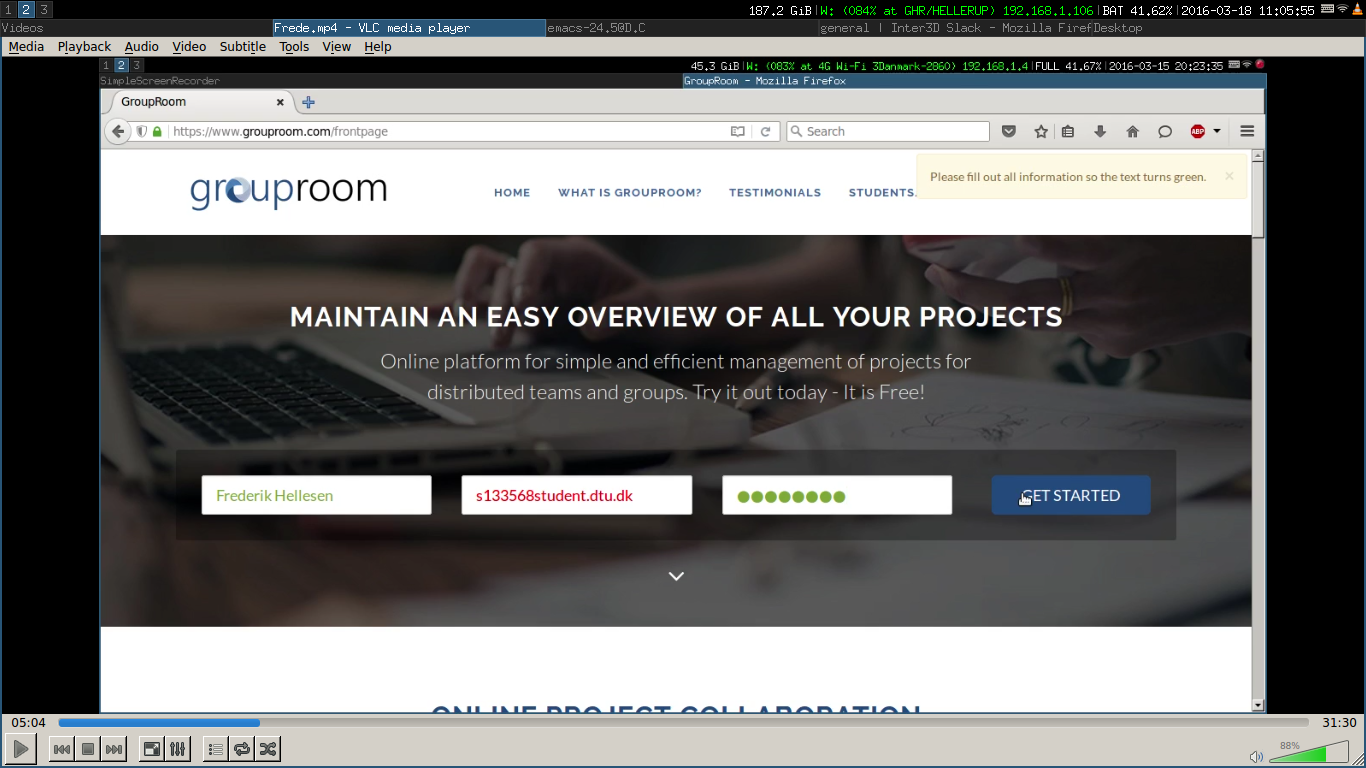 1 2 3 187.2 GiB|W: (084% at GHR/HELLERUP) 192.168.1.106|BAT 41.62%|2016-03-18 11:05:55
Videos Frede.mp4 - VLC media player emacs-24.5@D.C general | Inter3D Slack - Mozilla FirefDesktop
Media Playback Audio Video Subtitle Tools View Help
1 2 3 45.3 GiB|W: (083% at 4G Wi-Fi 3Danmark-2860) 192.168.1.4|FULL 41.67%|2016-03-15 20:23:35
SimpleScreenRecorder GroupRoom - Mozilla Firefox
GroupRoom
https://www.grouproom.com/frontpage Search ABP
Please fill out all information so the text turns green. ×
grouproom HOME WHAT IS GROUPROOM? TESTIMONIALS STUDENTS
MAINTAIN AN EASY OVERVIEW OF ALL YOUR PROJECTS
Online platform for simple and efficient management of projects for
distributed teams and groups. Try it out today - It is Free!
Frederik Hellesen s133568student.dtu.dk ●●●●●●●● GET STARTED
ONLINE PROJECT COLLABORATION
05:04 31:30
88%